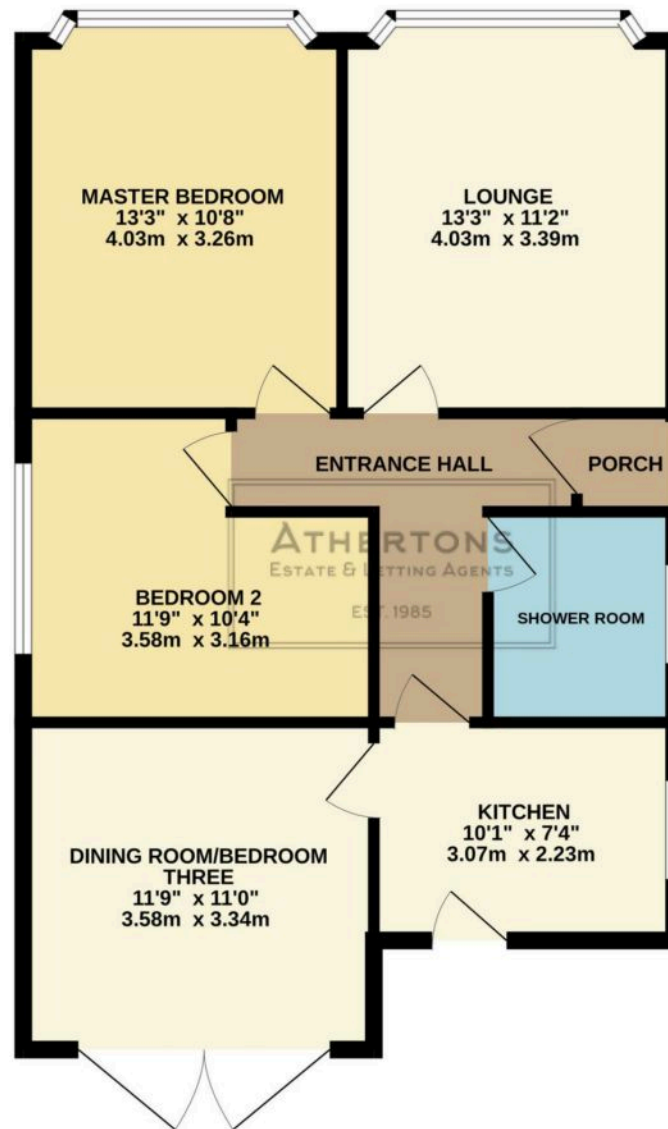 MASTER BEDROOM
13'3" x 10'8"
4.03m x 3.26m
LOUNGE
13'3" x 11'2"
4.03m x 3.39m
ENTRANCE HALL
PORCH
ATHERTONS
ESTATE & LETTING AGENTS
EST. 1985
BEDROOM 2
11'9" x 10'4"
3.58m x 3.16m
SHOWER ROOM
DINING ROOM/BEDROOM
THREE
11'9" x 11'0"
3.58m x 3.34m
KITCHEN
10'1" x 7'4"
3.07m x 2.23m